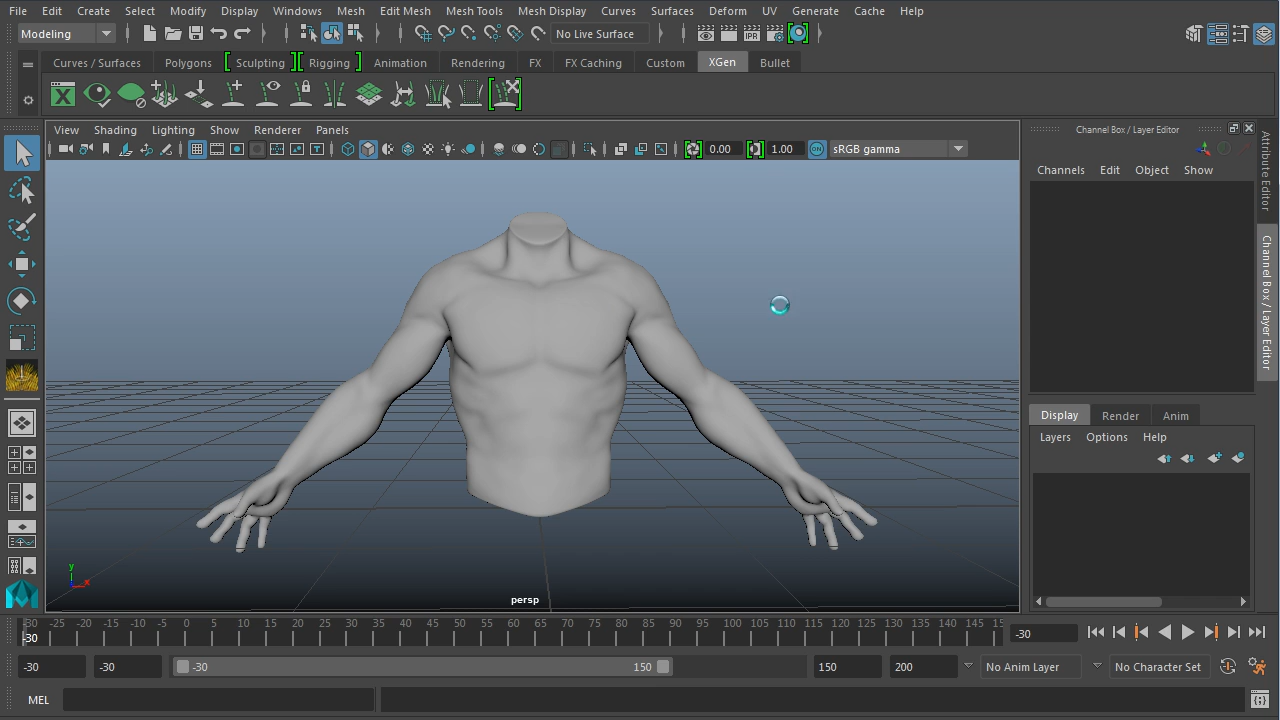 File Edit Create Select Modify Display Windows Mesh Edit Mesh Mesh Tools Mesh Display Curves Surfaces Deform UV Generate Cache Help
Modeling No Live Surface
Curves / Surfaces Polygons Sculpting Rigging Animation Rendering FX FX Caching Custom XGen Bullet
View Shading Lighting Show Renderer Panels
0.00 1.00 ON sRGB gamma
Channel Box / Layer Editor
Channels Edit Object Show
Attribute Editor
Channel Box / Layer Editor
Display Render Anim
Layers Options Help
y
x
persp
-30 -25 -20 -15 -10 -5 0 5 10 15 20 25 30 35 40 45 50 55 60 65 70 75 80 85 90 95 100 105 110 115 120 125 130 135 140 145 15
-30
-30
-30 -30 -30 150 150 200 No Anim Layer No Character Set
MEL